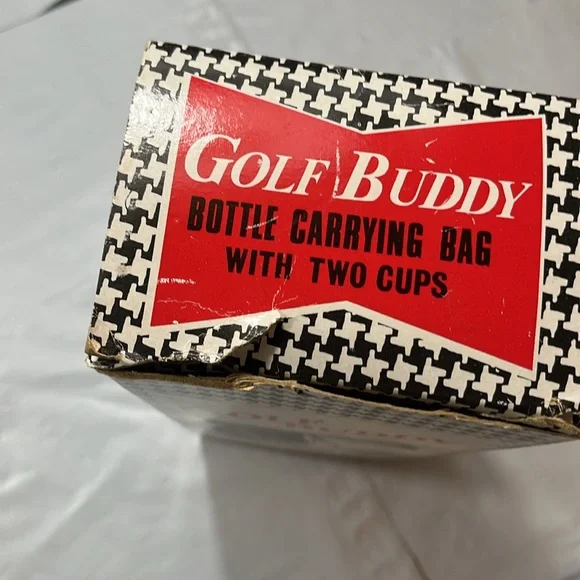 GOLF BUDDY
BOTTLE CARRYING BAG
WITH TWO CUPS